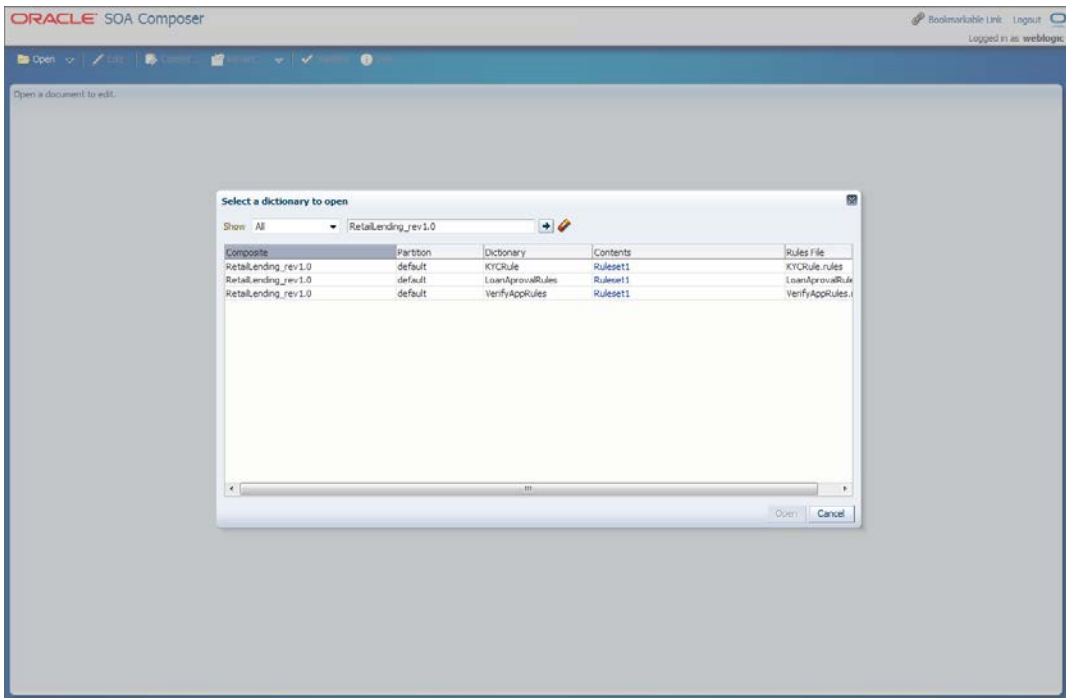 ORACLE SOA Composer
Bookmarkable Link Logout
Logged in as weblogic
Open
Open a document to edit.
Select a dictionary to open
Show All RetailLending_rev1.0
Composite Partition Dictionary Contents Rules File
RetailLending_rev1.0 default KYCRule Ruleset1 KYCRule.rules
RetailLending_rev1.0 default LoanAprovalRules Ruleset1 LoanAprovalRule
RetailLending_rev1.0 default VerifyAppRules Ruleset1 VerifyAppRules.
Open Cancel